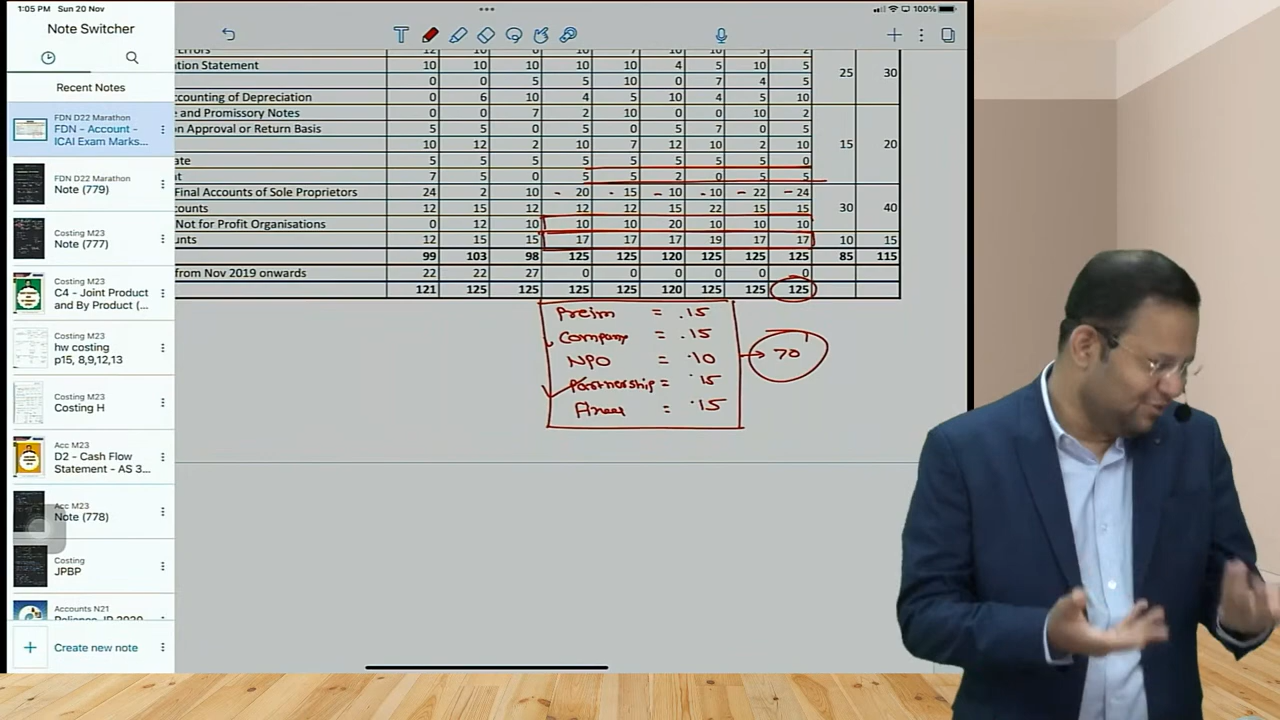 1:05 PM Sun 20 Nov
100%
Note Switcher
Recent Notes
FDN D22 Marathon
FDN - Account -
ICAI Exam Marks...
FDN D22 Marathon
Note (779)
Costing M23
Note (777)
Costing M23
C4 - Joint Product
and By Product (...
Costing M23
hw costing
p15, 8,9,12,13
Costing
Costing H
Acc M23
D2 - Cash Flow
Statement - AS 3...
Acc M23
Note (778)
Costing
JPBP
Accounts N21
Create new note
ation Statement 10 10 10 10 10 4 5 10 5 25 30
0 0 5 5 10 0 7 4 5
ccounting of Depreciation 0 6 10 4 5 10 4 5 10
e and Promissory Notes 0 0 7 2 10 0 0 10 2
on Approval or Return Basis 5 5 0 5 5 5 7 0 5
10 12 2 10 7 12 10 2 10 15 20
ate 5 5 5 5 5 5 5 5 0
t 7 5 0 5 5 2 0 5 5
Final Accounts of Sole Proprietors 24 2 10 - 20 - 15 - 10 - 10 - 22 - 24
counts 12 15 12 12 12 15 22 15 15 30 40
Not for Profit Organisations 0 12 10 10 10 20 10 10 10
unts 12 15 15 17 17 17 19 17 17 10 15
99 103 98 125 125 120 125 125 125 85 115
from Nov 2019 onwards 22 22 27 0 0 0 0 0 0
121 125 125 125 125 120 125 125 125
= .15
Company = .15
NPO = .10
→ 70
Partnership = 15
= .15